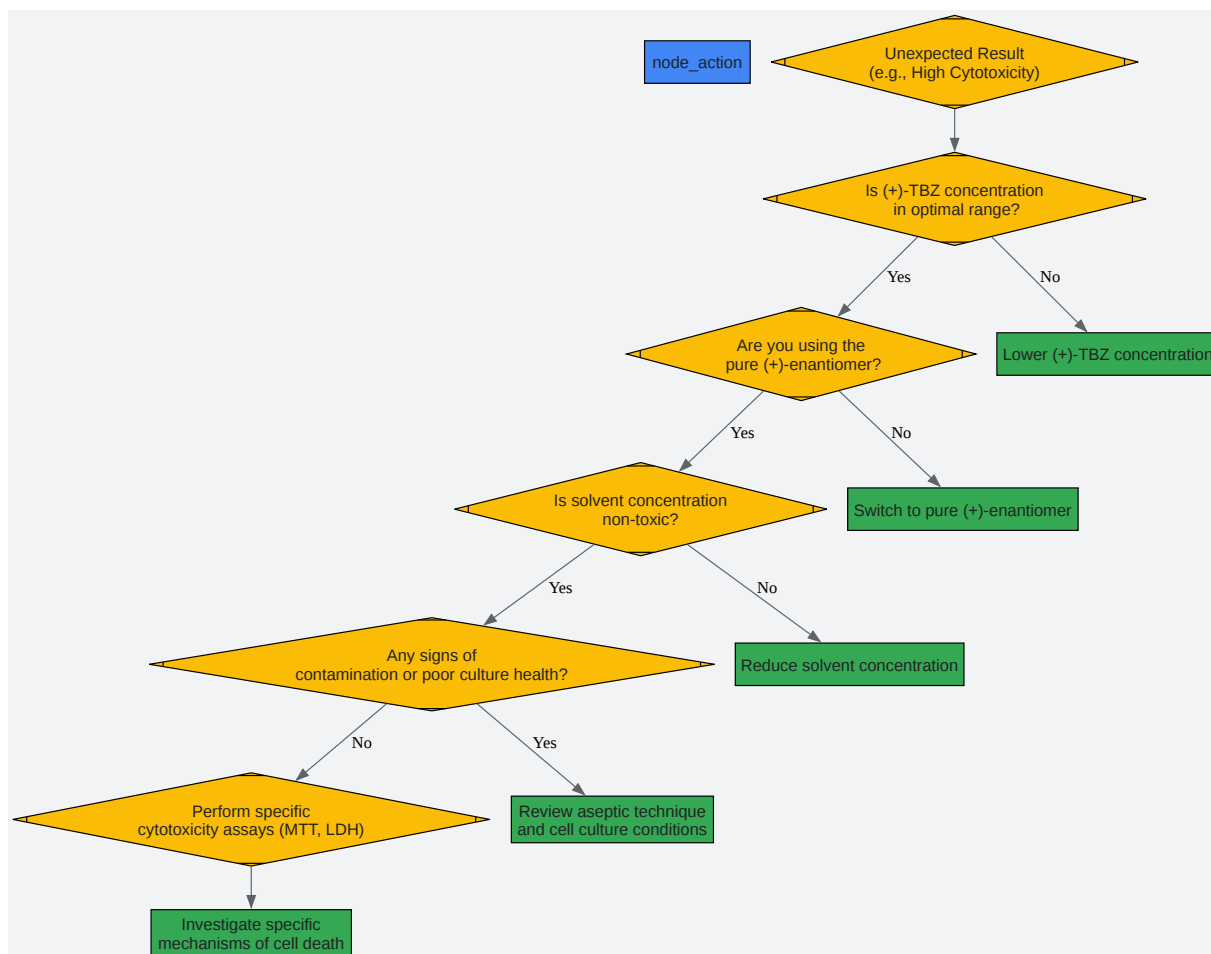 node_action
Unexpected Result
(e.g., High Cytotoxicity)
Is (+)-TBZ concentration
in optimal range?
Yes
No
Are you using the
pure (+)-enantiomer?
Lower (+)-TBZ concentration
Yes
No
Is solvent concentration
non-toxic?
Switch to pure (+)-enantiomer
Yes
No
Any signs of
contamination or poor culture health?
Reduce solvent concentration
No
Yes
Perform specific
cytotoxicity assays (MTT, LDH)
Review aseptic technique
and cell culture conditions
Investigate specific
mechanisms of cell death